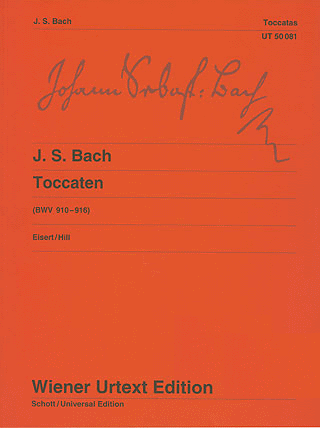 J. S. Bach Toccatas
UT 50 081
Johann Sebast: Bach
J. S. Bach
Toccaten
(BWV 910–916)
Eisert/Hill
Wiener Urtext Edition
Schott/Universal Edition